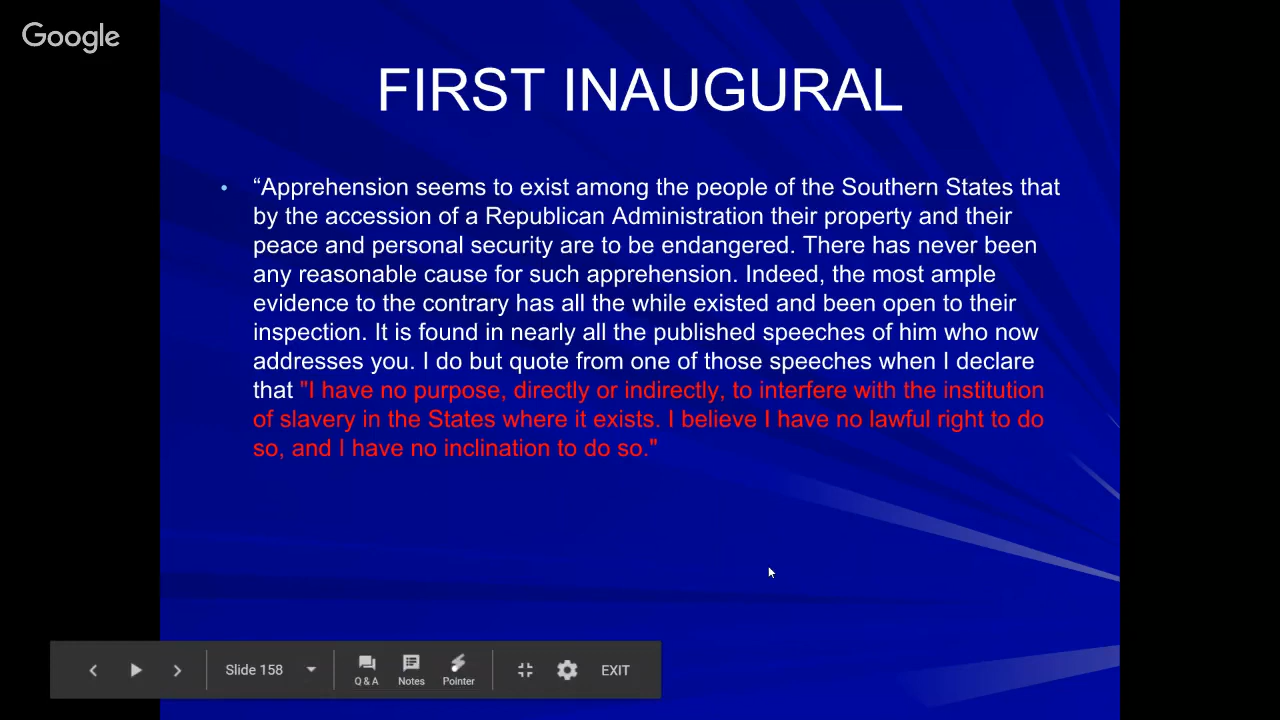 Google
FIRST INAUGURAL
• “Apprehension seems to exist among the people of the Southern States that
by the accession of a Republican Administration their property and their
peace and personal security are to be endangered. There has never been
any reasonable cause for such apprehension. Indeed, the most ample
evidence to the contrary has all the while existed and been open to their
inspection. It is found in nearly all the published speeches of him who now
addresses you. I do but quote from one of those speeches when I declare
that "I have no purpose, directly or indirectly, to interfere with the institution
of slavery in the States where it exists. I believe I have no lawful right to do
so, and I have no inclination to do so."
Slide 158
Q & A
Notes
Pointer
EXIT